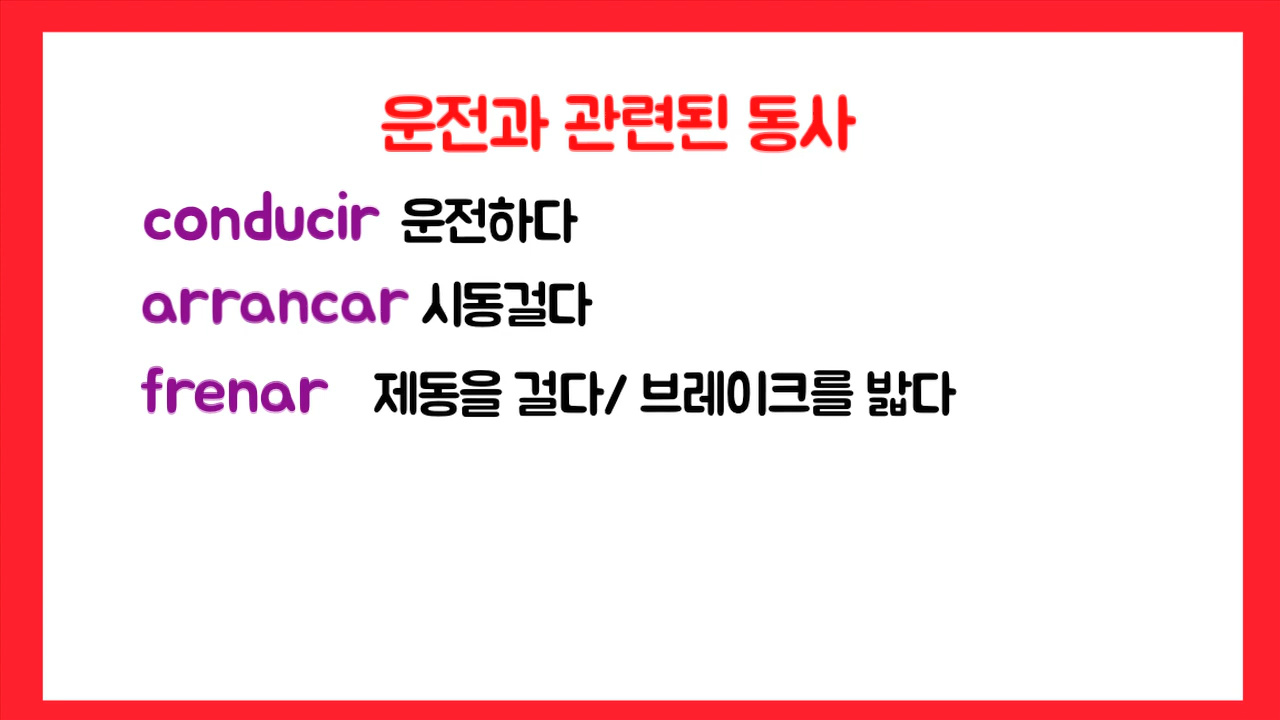 운전과 관련된 동사
conducir 운전하다
arrancar 시동걸다
frenar 제동을 걸다/ 브레이크를 밟다